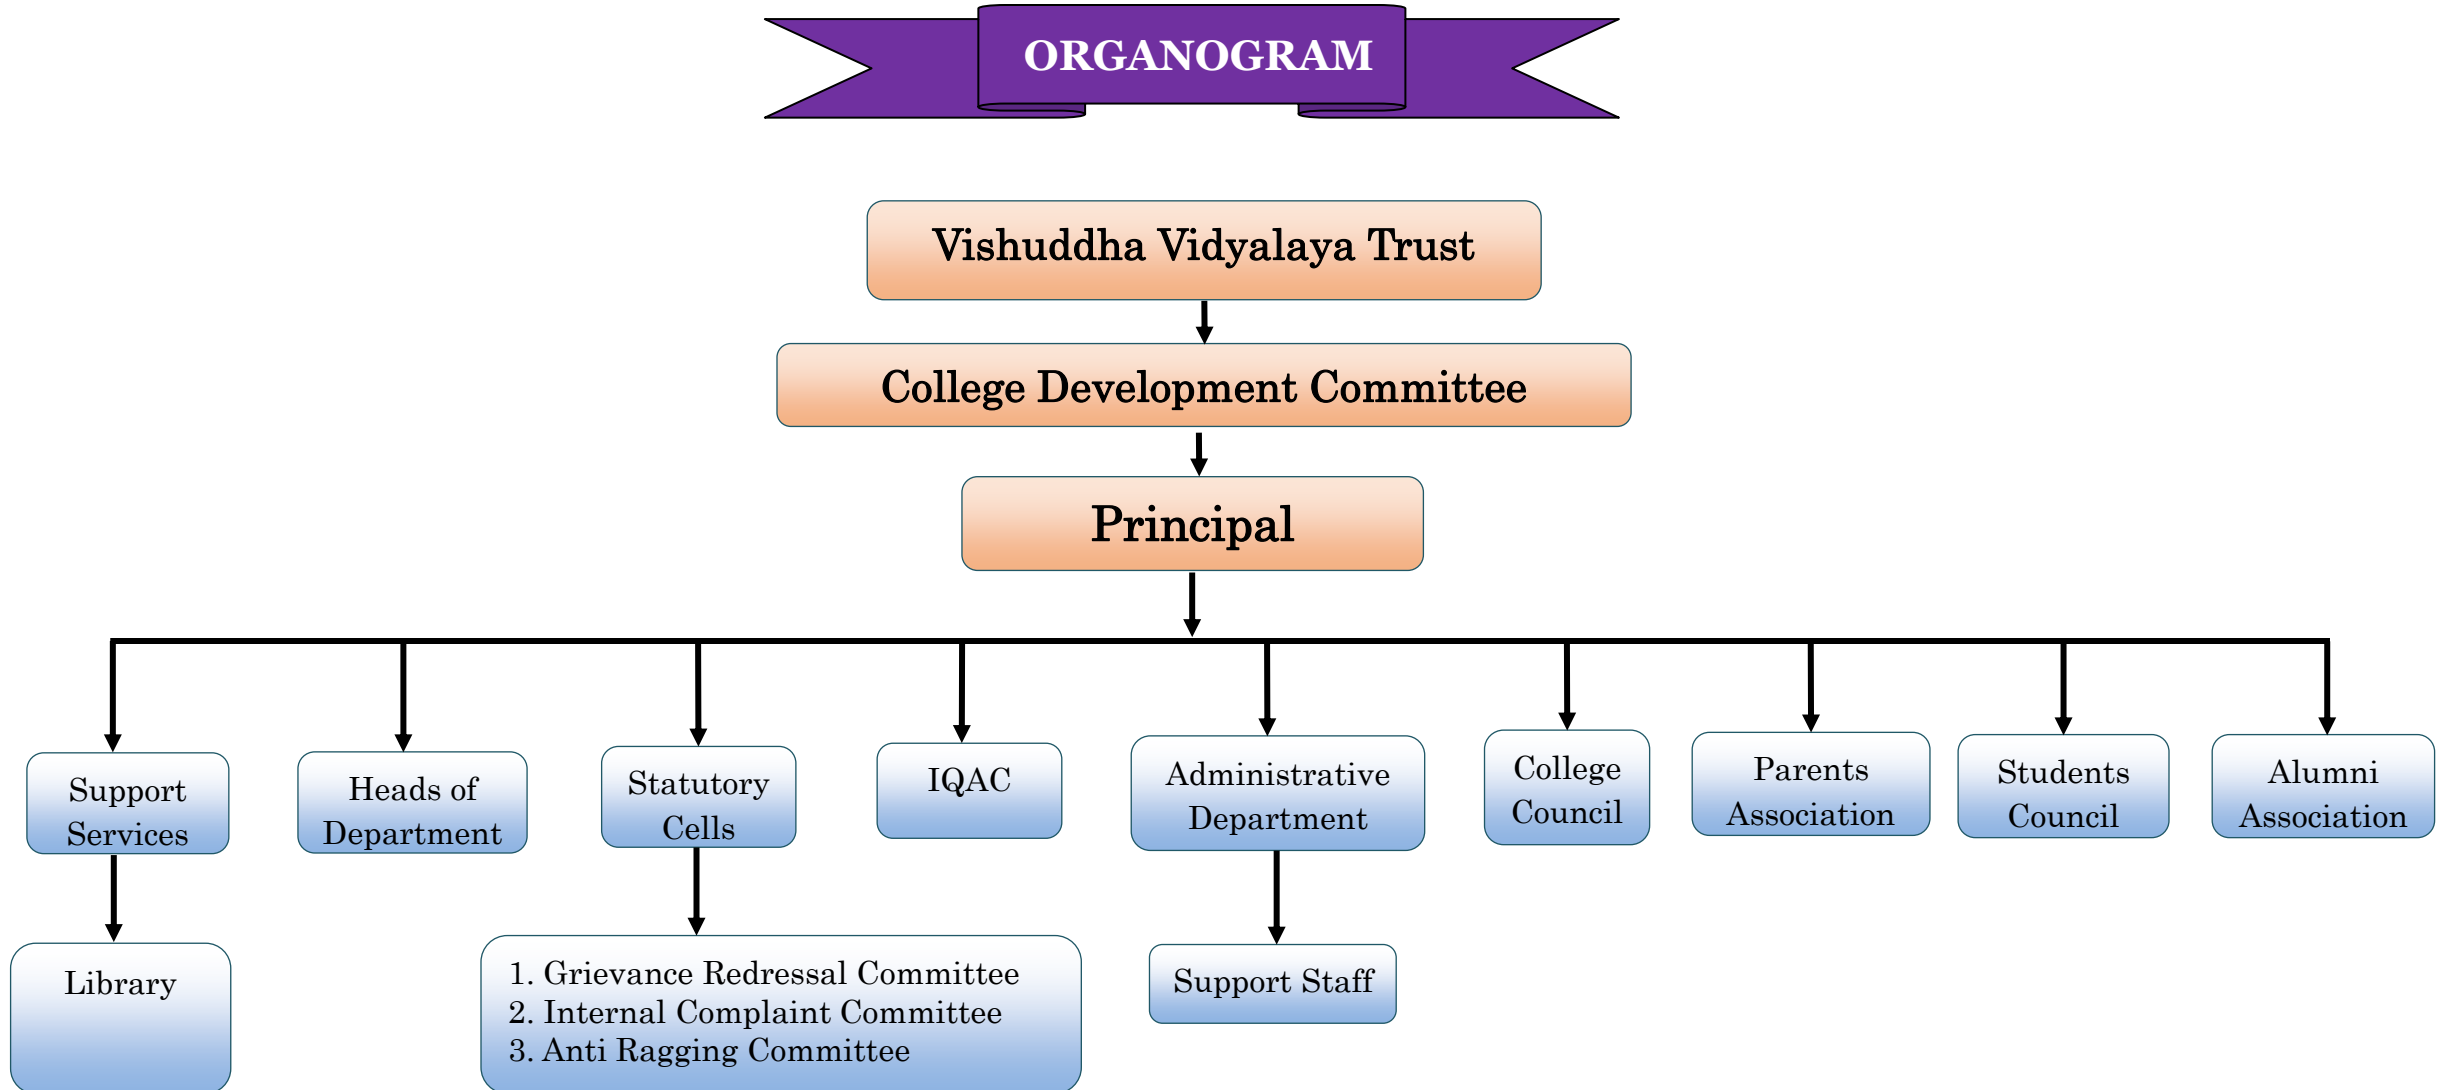 ORGANOGRAM
Vishuddha Vidyalaya Trust
College Development Committee
Principal
Support
Services
Heads of
Department
Statutory
Cells
IQAC
Administrative
Department
College
Council
Parents
Association
Students
Council
Alumni
Association
Library
1. Grievance Redressal Committee
2. Internal Complaint Committee
3. Anti Ragging Committee
Support Staff